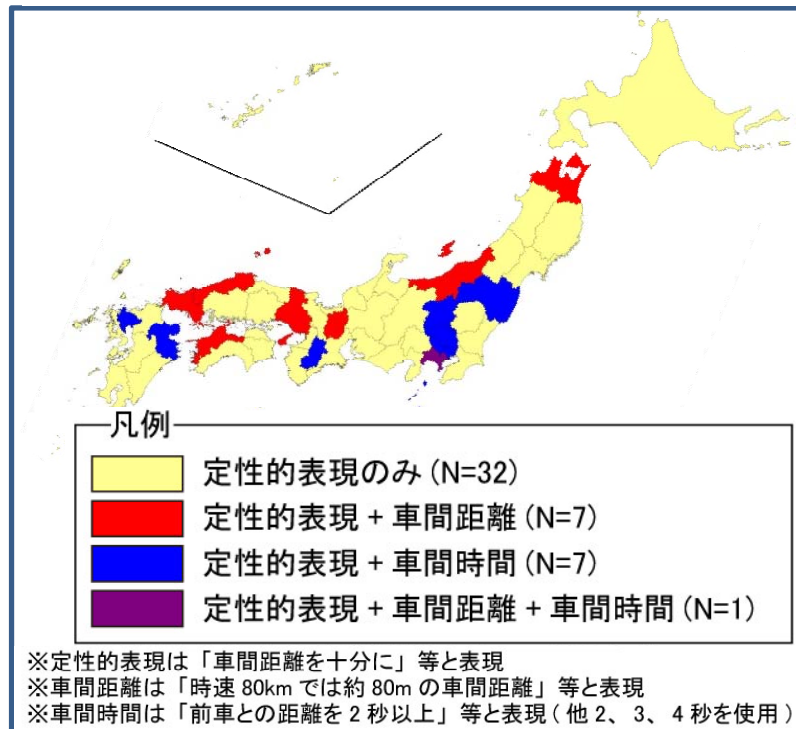 凡例
定性的表現のみ(N=32)
定性的表現 + 車間距離(N=7)
定性的表現 + 車間時間(N=7)
定性的表現 + 車間距離 + 車間時間(N=1)
※定性的表現は「車間距離を十分に」等と表現
※車間距離は「時速 80km では約 80m の車間距離」等と表現
※車間時間は「前車との距離を 2 秒以上」等と表現( 他 2、3、4 秒を使用 )